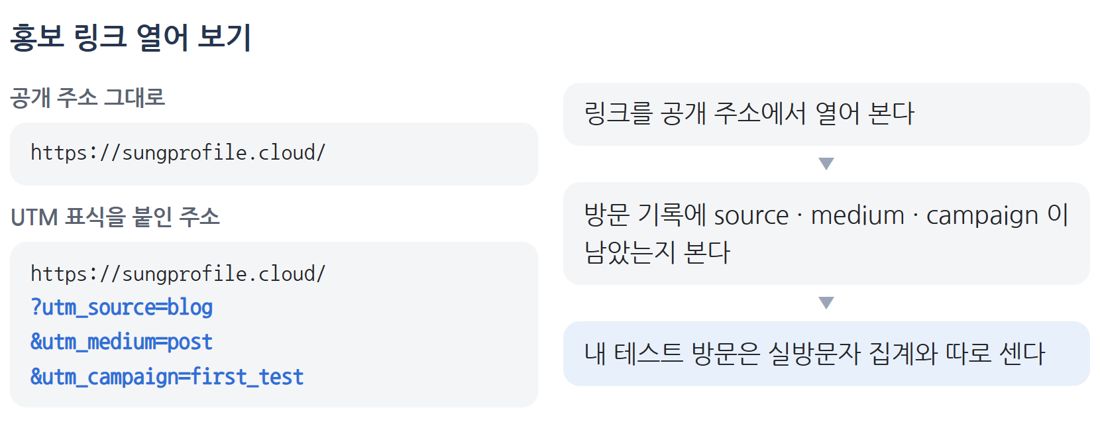 홍보 링크 열어 보기
공개 주소 그대로
https://sungprofile.cloud/
UTM 표식을 붙인 주소
https://sungprofile.cloud/
?utm_source=blog
&utm_medium=post
&utm_campaign=first_test
링크를 공개 주소에서 열어 본다
방문 기록에 source · medium · campaign 이
남았는지 본다
내 테스트 방문은 실방문자 집계와 따로 센다